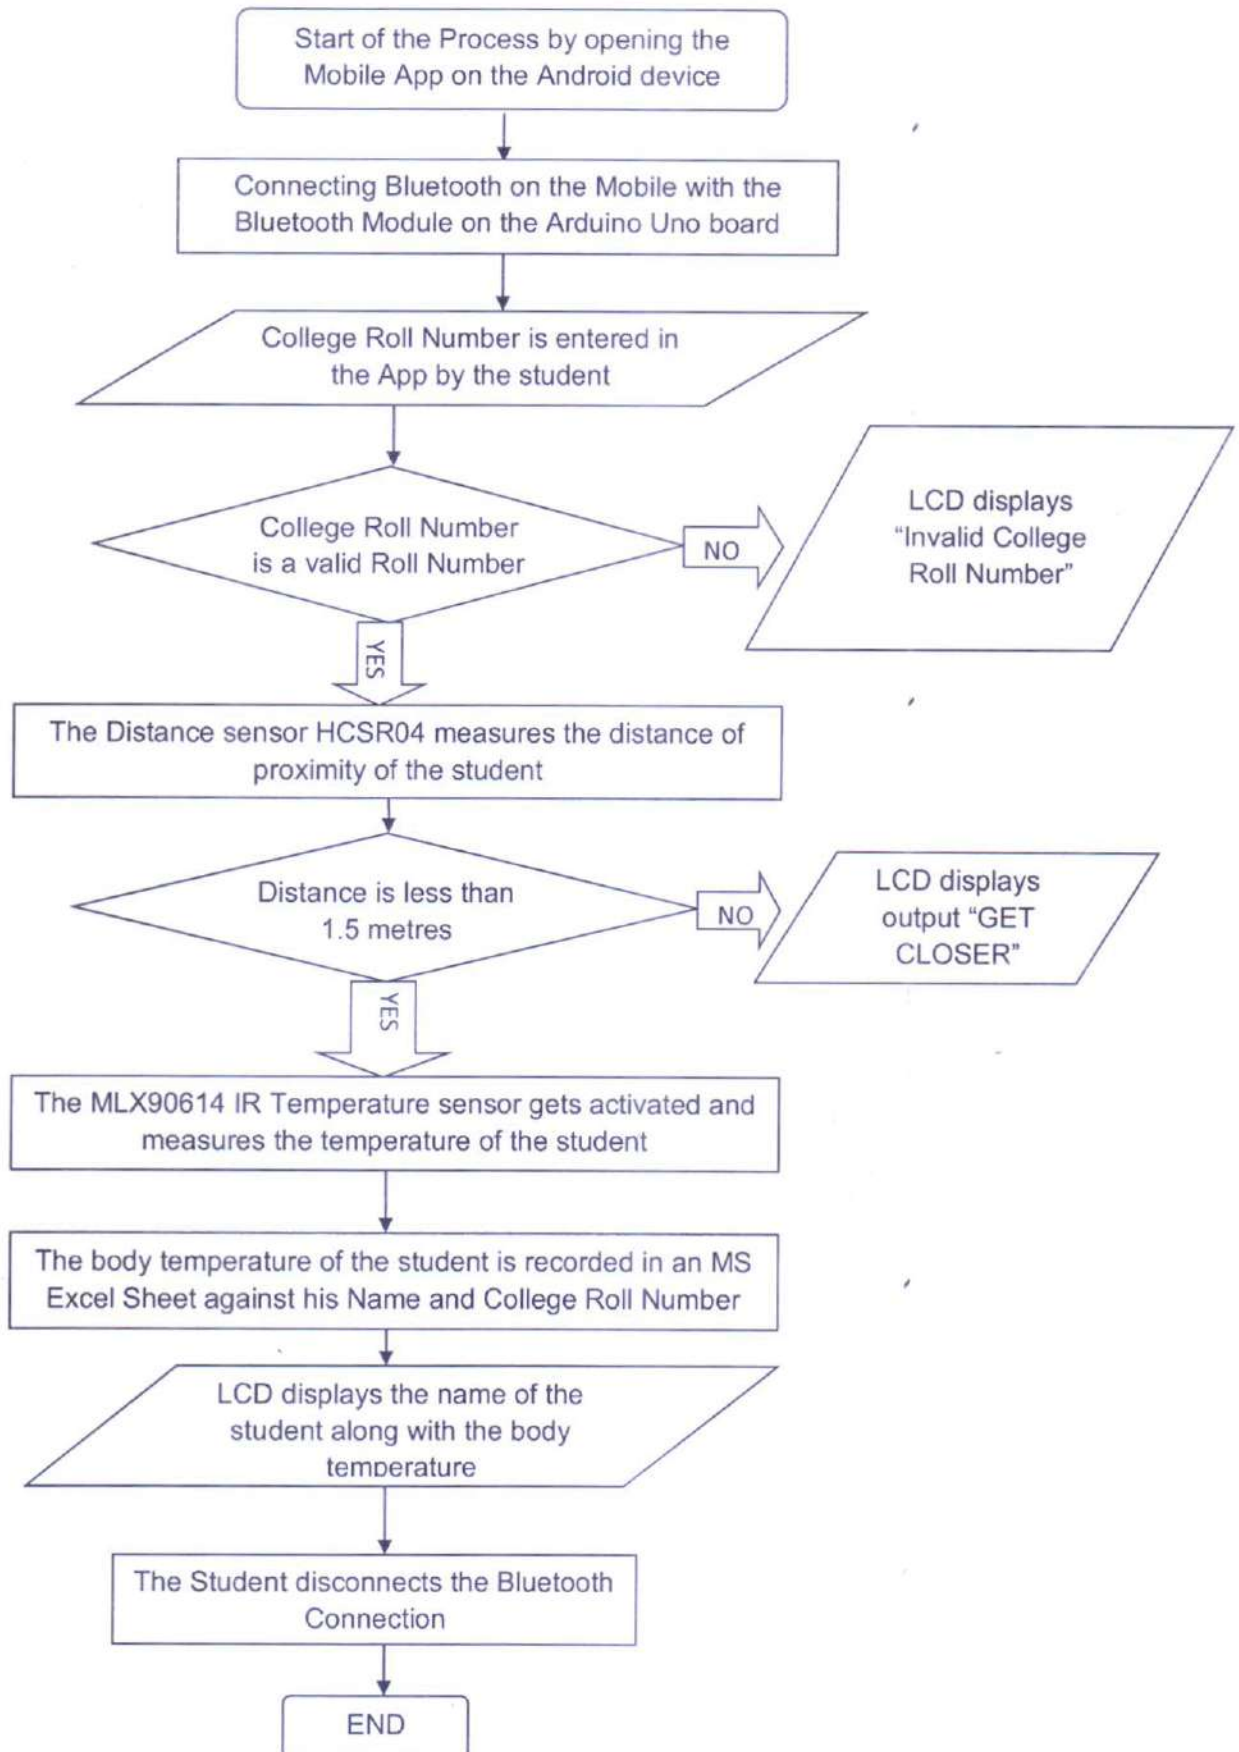 Start of the Process by opening the
Mobile App on the Android device
Connecting Bluetooth on the Mobile with the
Bluetooth Module on the Arduino Uno board
College Roll Number is entered in
the App by the student
College Roll Number
is a valid Roll Number
NO
LCD displays
“Invalid College
Roll Number”
YES
The Distance sensor HCSR04 measures the distance of
proximity of the student
Distance is less than
1.5 metres
NO
LCD displays
output “GET
CLOSER”
YES
The MLX90614 IR Temperature sensor gets activated and
measures the temperature of the student
The body temperature of the student is recorded in an MS
Excel Sheet against his Name and College Roll Number
LCD displays the name of the
student along with the body
temperature
The Student disconnects the Bluetooth
Connection
END